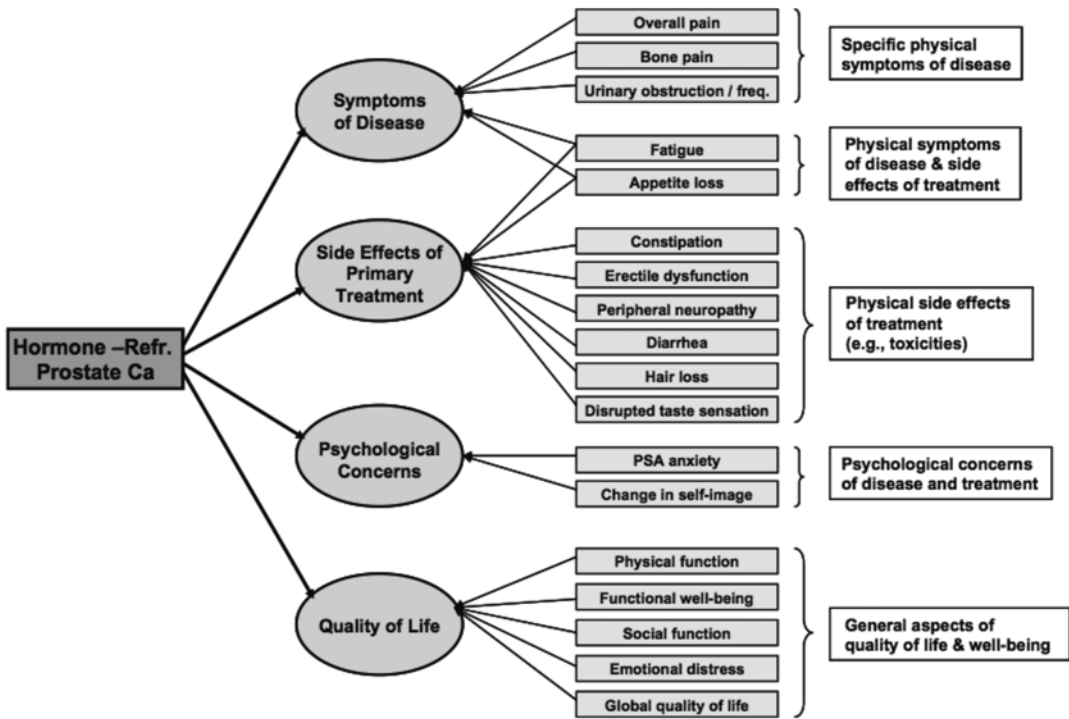 Hormone –Refr.
Prostate Ca
Symptoms
of Disease
Side Effects of
Primary
Treatment
Psychological
Concerns
Quality of Life
Overall pain
Bone pain
Urinary obstruction / freq.
Fatigue
Appetite loss
Constipation
Erectile dysfunction
Peripheral neuropathy
Diarrhea
Hair loss
Disrupted taste sensation
PSA anxiety
Change in self-image
Physical function
Functional well-being
Social function
Emotional distress
Global quality of life
Specific physical
symptoms of disease
Physical symptoms
of disease & side
effects of treatment
Physical side effects
of treatment
(e.g., toxicities)
Psychological concerns
of disease and treatment
General aspects of
quality of life & well-being